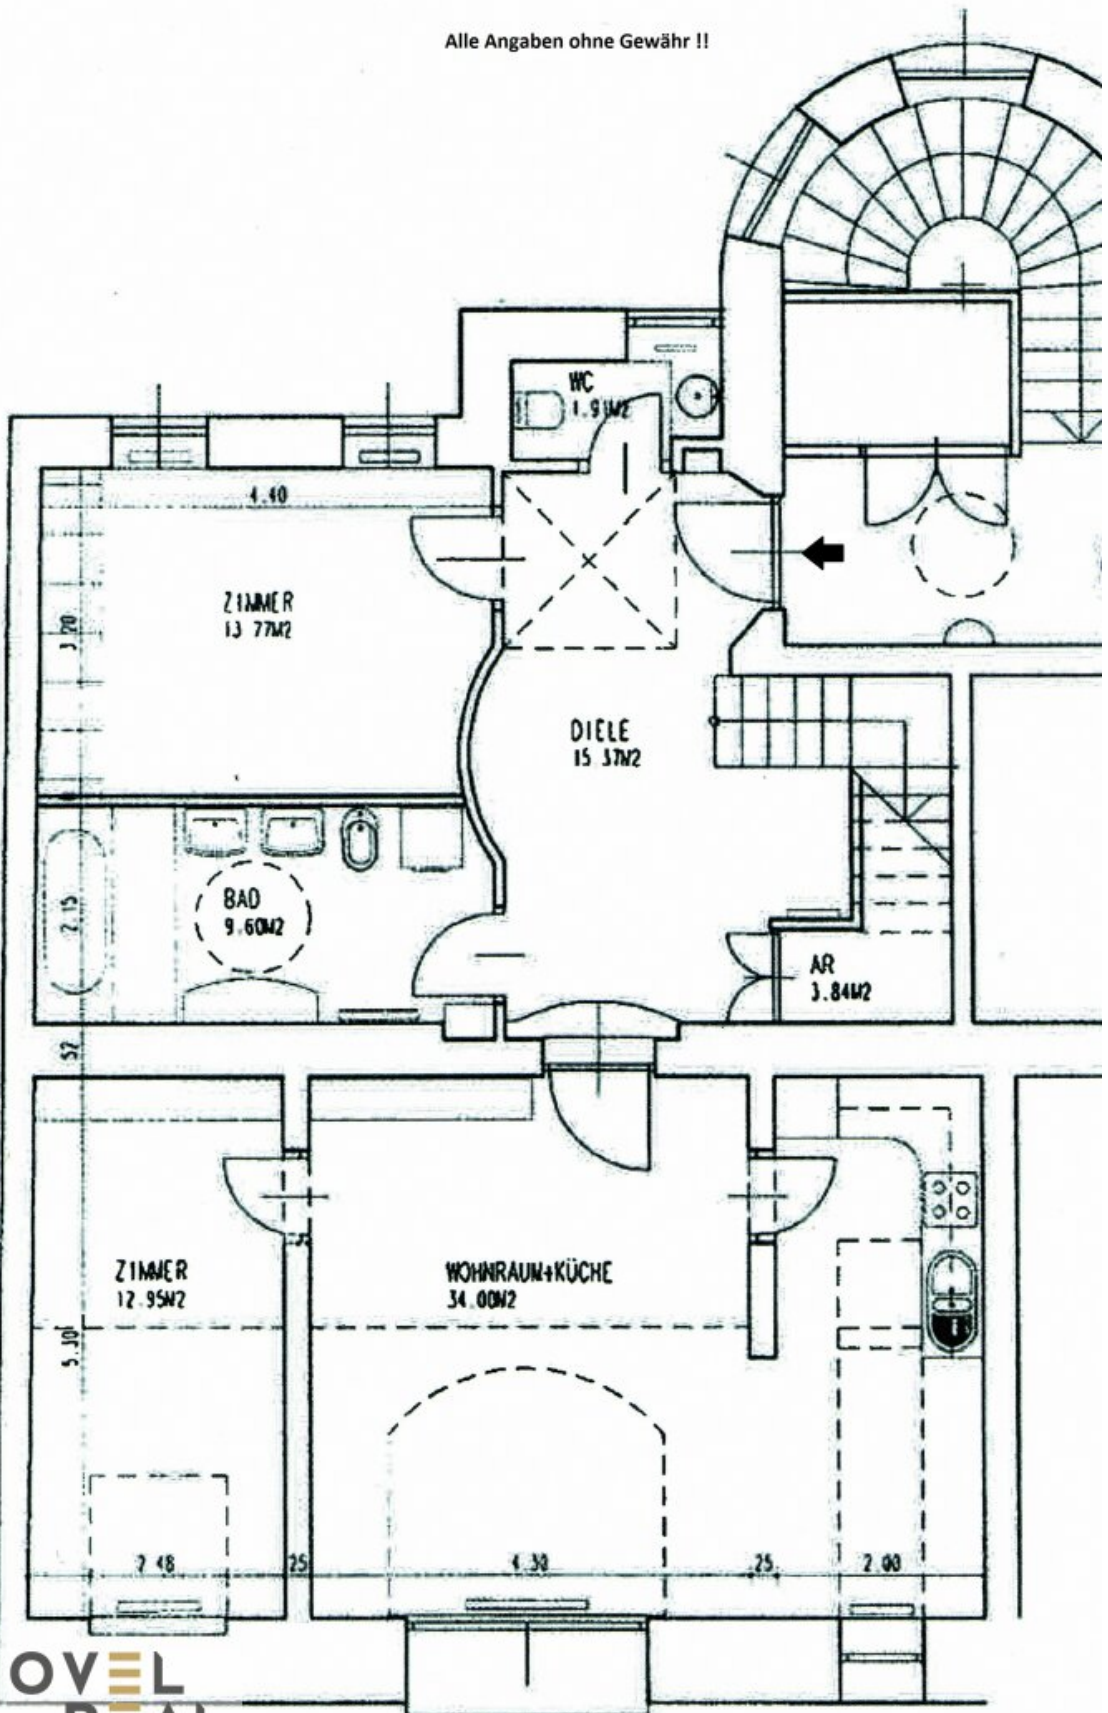 Alle Angaben ohne Gewähr !!
WC
1.91M2
4.40
ZIMMER
13.77M2
3.20
DIELE
15.37M2
BAD
9.60M2
2.15
AR
3.84M2
52
ZIMMER
12.95M2
WOHNRAUM+KÜCHE
34.00M2
5.30
2.48
25
4.30
25
2.00
OVEL